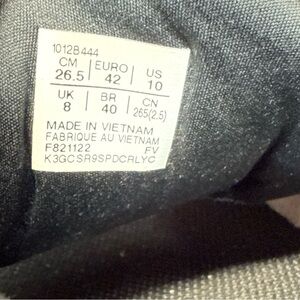 1012B444
CM EURO US
26.5 42 10
UK BR CN
8 40 265(2.5)
MADE IN VIETNAM
FABRIQUE AU VIETNAM
F821122 FV
K3GCSR9SPDCRLYC